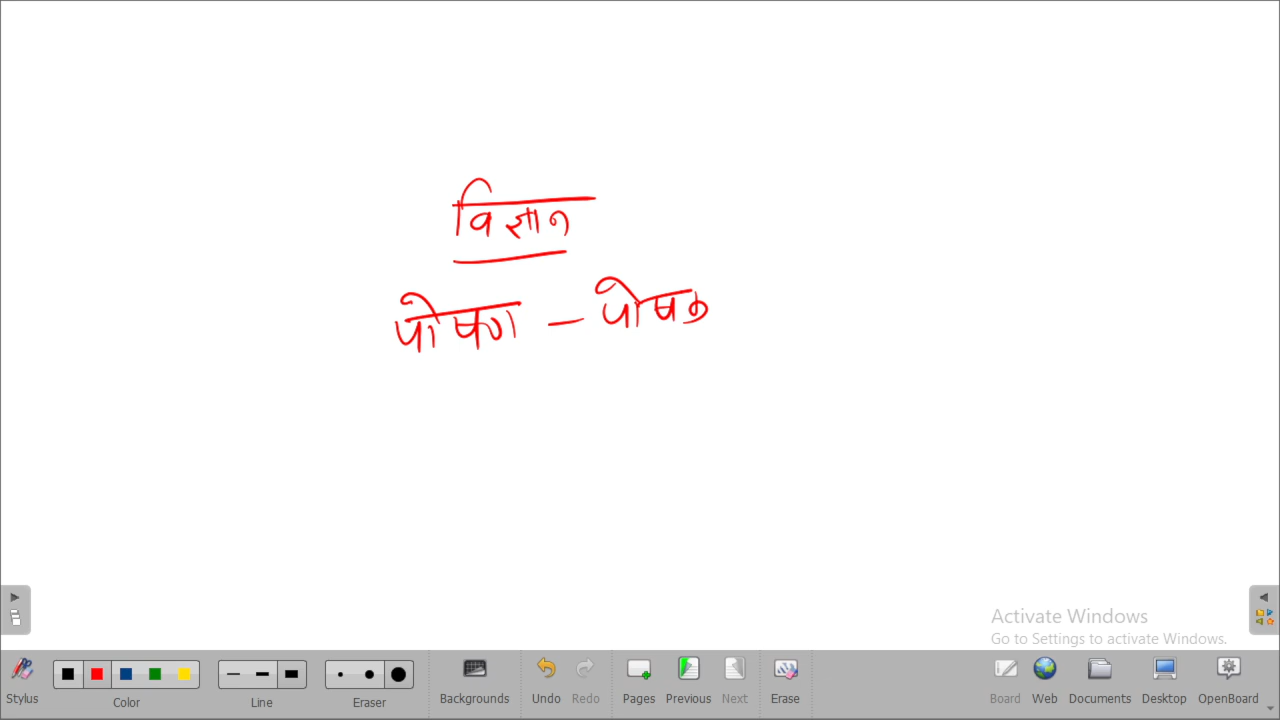 विज्ञान
पोषण - पोषक
Activate Windows
Go to Settings to activate Windows.
Stylus Color Line Eraser Backgrounds Undo Redo Pages Previous Next Erase Board Web Documents Desktop OpenBoard